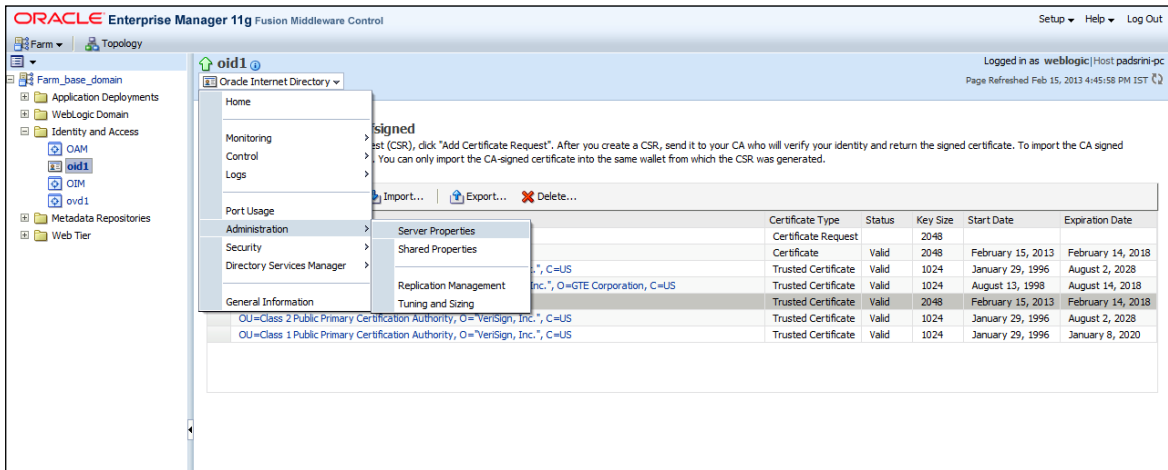 ORACLE Enterprise Manager 11g Fusion Middleware Control
Setup Help Log Out
Farm Topology
Farm_base_domain
Application Deployments
WebLogic Domain
Identity and Access
OAM
oid1
OIM
ovd1
Metadata Repositories
Web Tier
oid1
Logged in as weblogic|Host padsrini-pc
Oracle Internet Directory
Page Refreshed Feb 15, 2013 4:45:58 PM IST
Home
Monitoring
Control
Logs
Port Usage
Administration
Security
Directory Services Manager
General Information
Server Properties
Shared Properties
Replication Management
Tuning and Sizing
(CSR), click "Add Certificate Request". After you create a CSR, send it to your CA who will verify your identity and return the signed certificate. To import the CA signed
You can only import the CA-signed certificate into the same wallet from which the CSR was generated.
Import... Export... Delete...
Certificate Type Status Key Size Start Date Expiration Date
Certificate Request 2048
Certificate Valid 2048 February 15, 2013 February 14, 2018
C=US Trusted Certificate Valid 1024 January 29, 1996 August 2, 2028
Inc.", O=GTE Corporation, C=US Trusted Certificate Valid 1024 August 13, 1998 August 14, 2018
Trusted Certificate Valid 2048 February 15, 2013 February 14, 2018
OU=Class 2 Public Primary Certification Authority, O="VeriSign, Inc.", C=US Trusted Certificate Valid 1024 January 29, 1996 August 2, 2028
OU=Class 1 Public Primary Certification Authority, O="VeriSign, Inc.", C=US Trusted Certificate Valid 1024 January 29, 1996 January 8, 2020